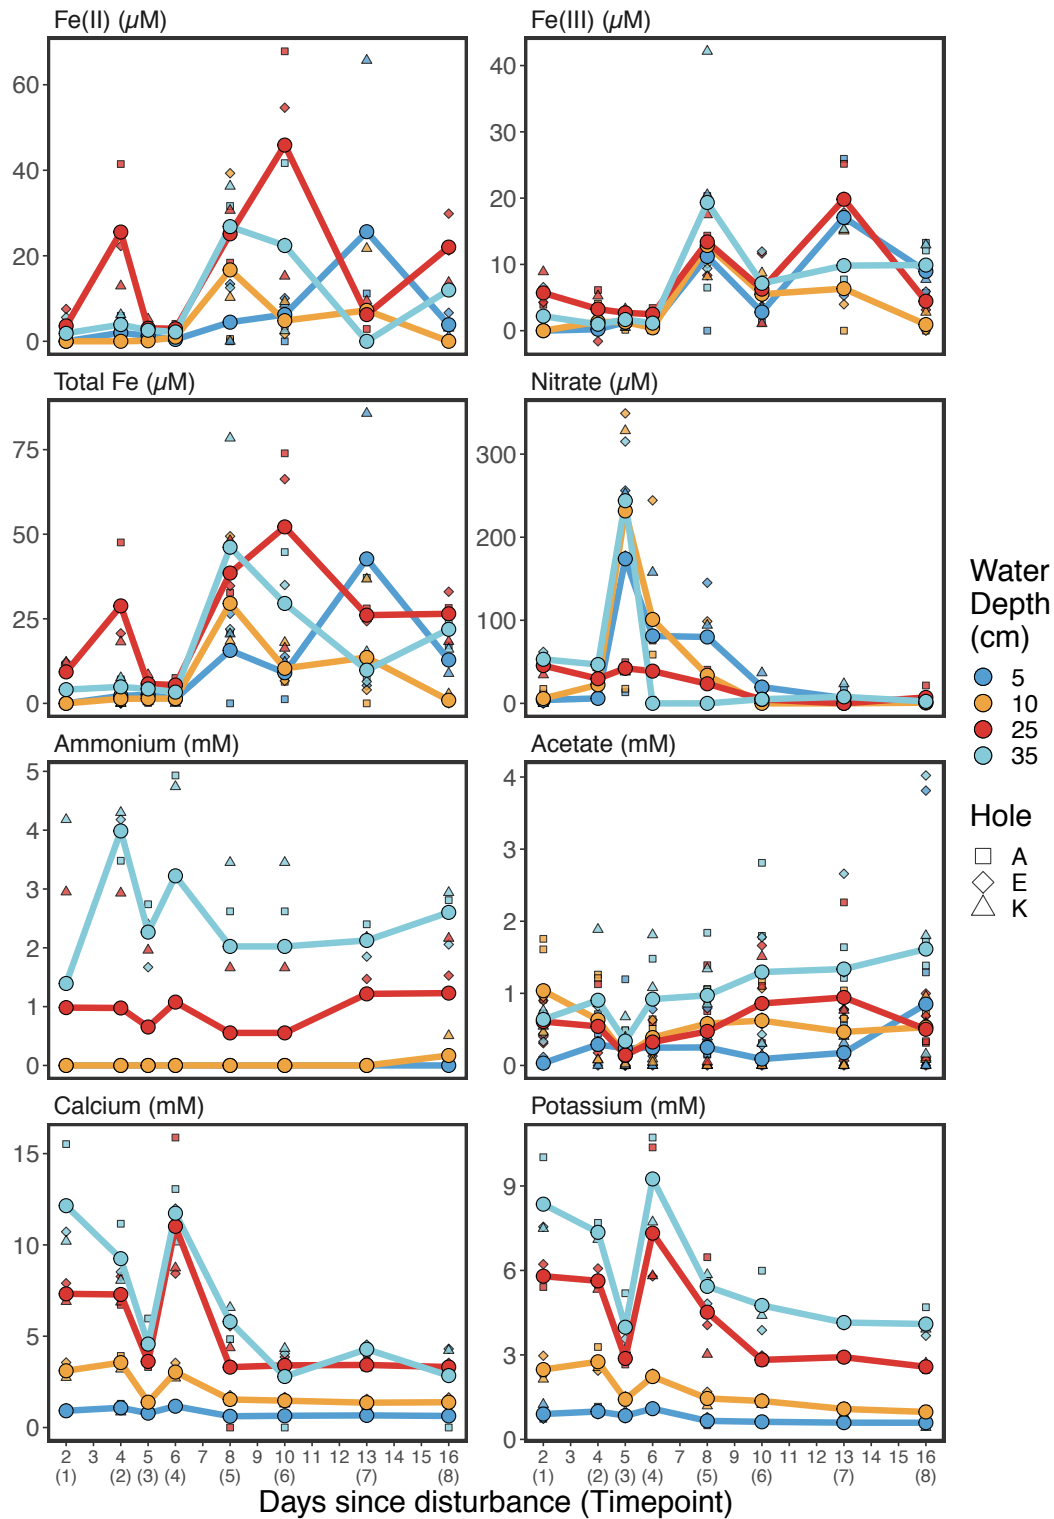 Fe(II) (µM)
Fe(III) (µM)
60
40
20
0
40
30
20
10
0
Total Fe (µM)
Nitrate (µM)
75
50
25
0
300
200
100
0
Water
Depth
(cm)
5
10
25
35
Hole
A
E
K
Ammonium (mM)
Acetate (mM)
5
4
3
2
1
0
4
3
2
1
0
Calcium (mM)
Potassium (mM)
15
10
5
0
9
6
3
0
2 3 4 5 6 7 8 9 10 11 12 13 14 15 16
(1) (2) (3) (4) (5) (6) (7) (8)
2 3 4 5 6 7 8 9 10 11 12 13 14 15 16
(1) (2) (3) (4) (5) (6) (7) (8)
Days since disturbance (Timepoint)